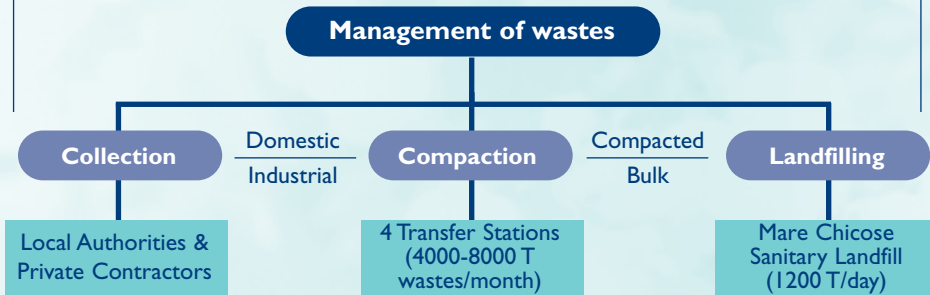 Management of wastes
Collection
Domestic
Industrial
Compaction
Compacted
Bulk
Landfilling
Local Authorities &
Private Contractors
4 Transfer Stations
(4000-8000 T
wastes/month)
Mare Chicose
Sanitary Landfill
(1200 T/day)